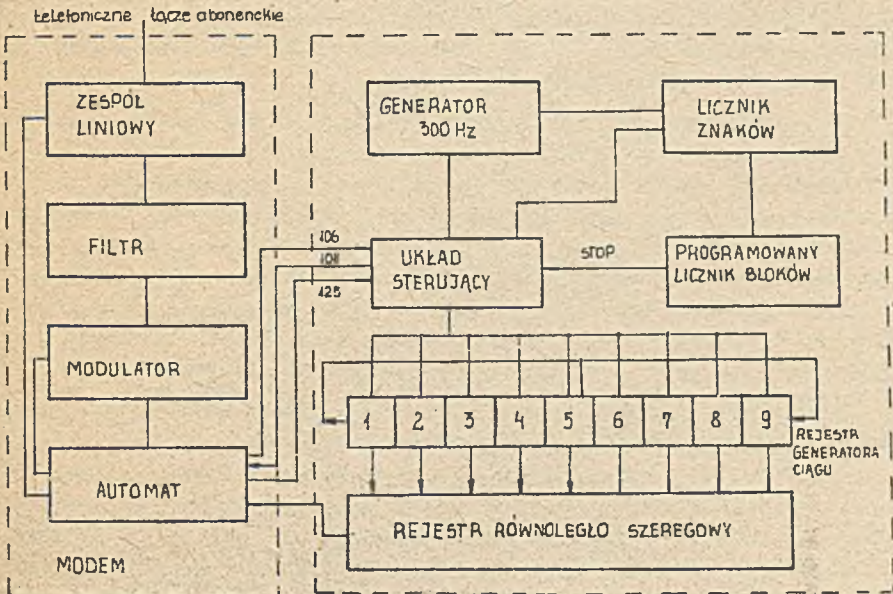 telefoniczne łącze abonenckie
ZESPÓŁ
LINIOWY
FILTR
MODULATOR
AUTOMAT
MODEM
GENERATOR
300 Hz
LICZNIK
ZNAKÓW
106
108
125
UKŁAD
STERUJĄCY
STOP
PROGRAMOWANY
LICZNIK BLOKÓW
1 2 3 4 5 6 7 8 9
REJESTR
GENERATORA
CIĄGU
REJESTR RÓWNOLEGŁO SZEREGOWY